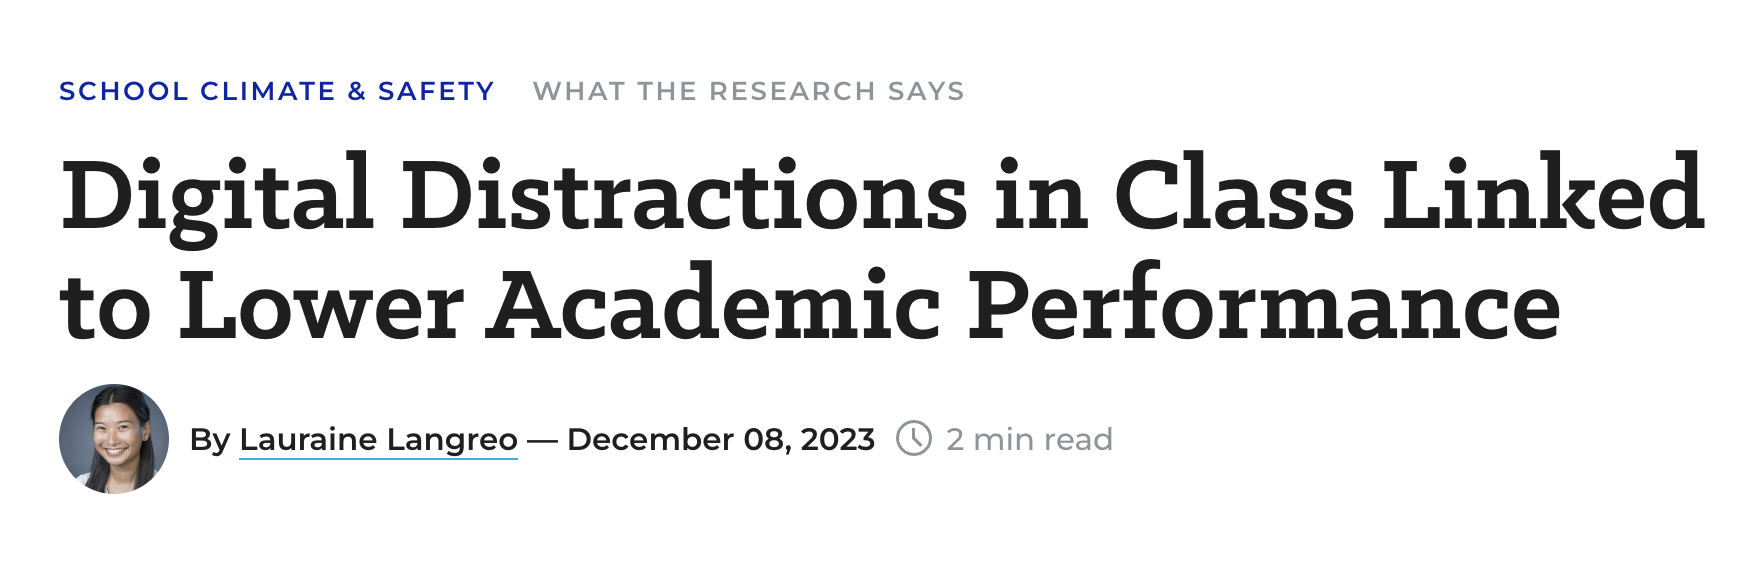 SCHOOL CLIMATE & SAFETY WHAT THE RESEARCH SAYS
Digital Distractions in Class Linked
to Lower Academic Performance
By Lauraine Langreo — December 08, 2023 2 min read